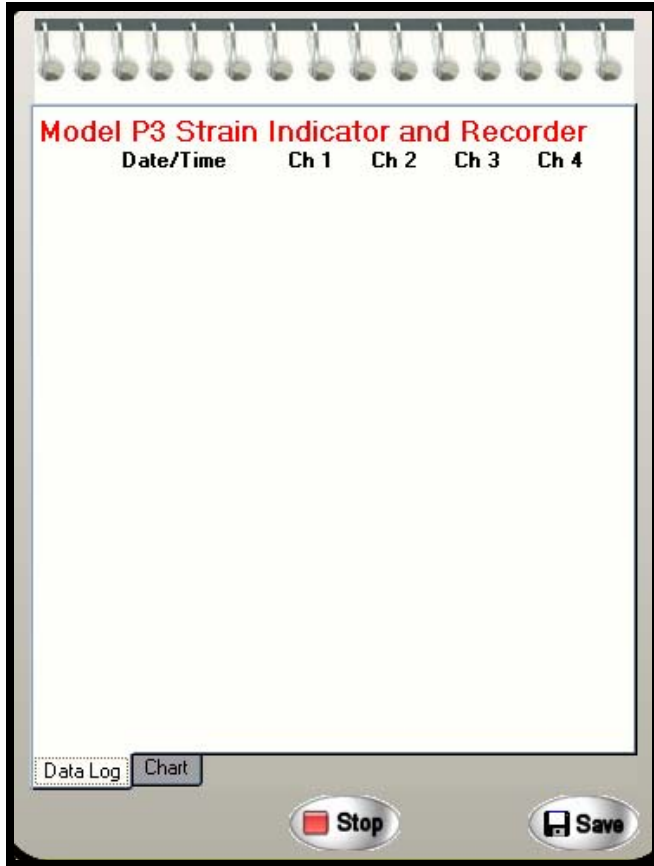 Model P3 Strain Indicator and Recorder
Date/Time Ch 1 Ch 2 Ch 3 Ch 4
Data Log Chart
Stop Save